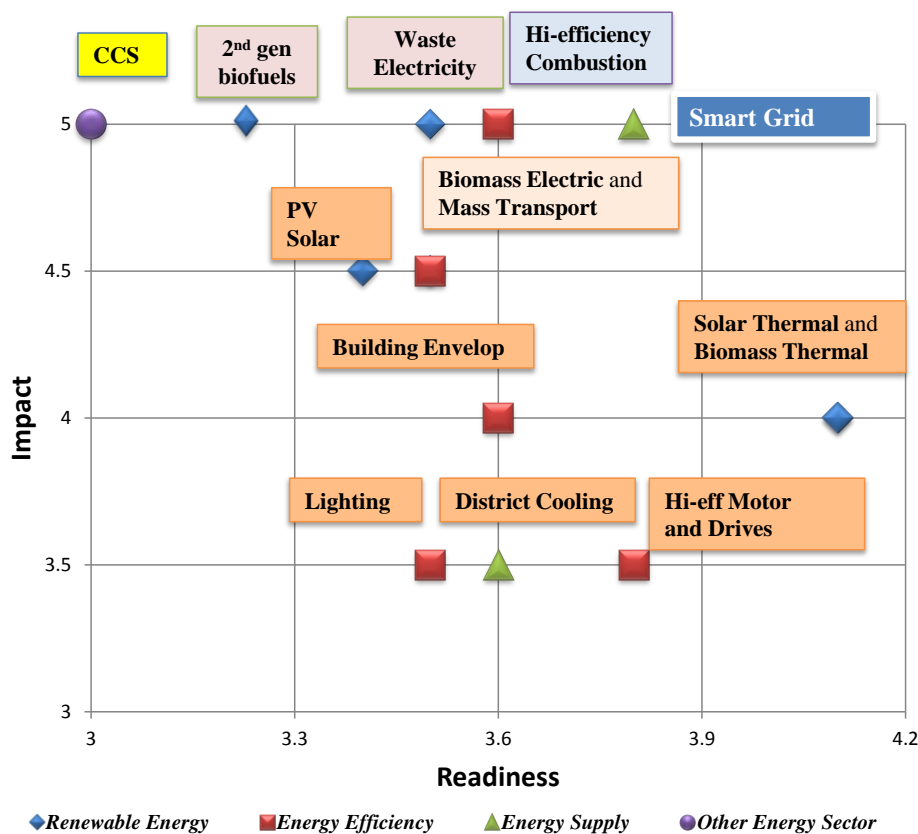 CCS
2nd gen
biofuels
Waste
Electricity
Hi-efficiency
Combustion
5
Smart Grid
Biomass Electric and
Mass Transport
PV
Solar
4.5
Solar Thermal and
Biomass Thermal
Building Envelop
Impact
4
Lighting
District Cooling
Hi-eff Motor
and Drives
3.5
3
3
3.3
3.6
3.9
4.2
Readiness
Renewable Energy
Energy Efficiency
Energy Supply
Other Energy Sector